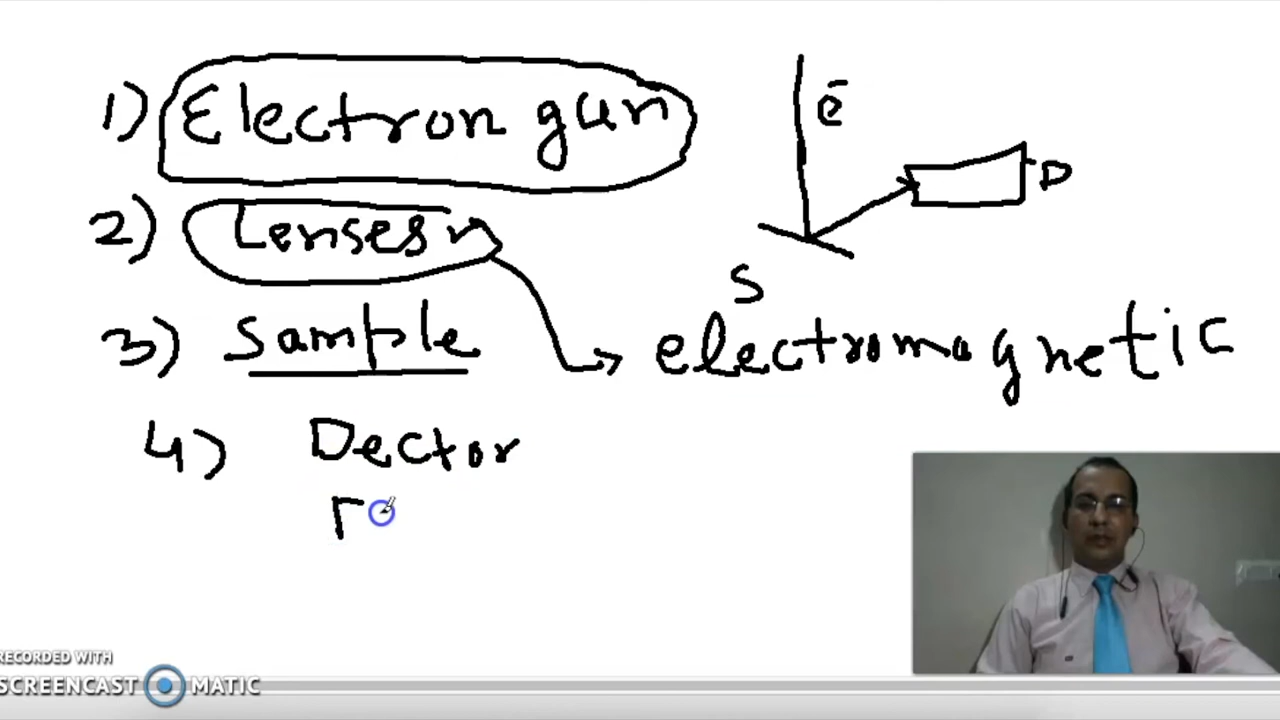 1) Electron gun
e̅
D
2) Lenses
S
3) Sample → electromagnetic
4) Dector
RECORDED WITH
SCREENCAST MATIC